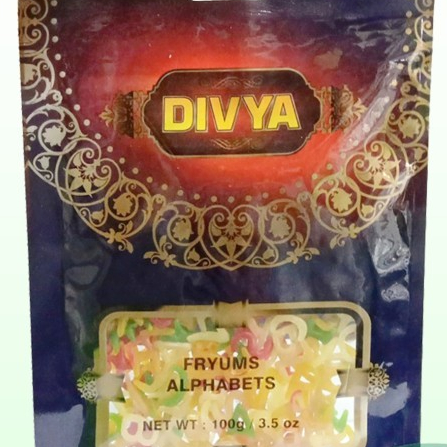 DIVYA
FRYUMS
ALPHABETS
NET WT : 100g / 3.5 oz